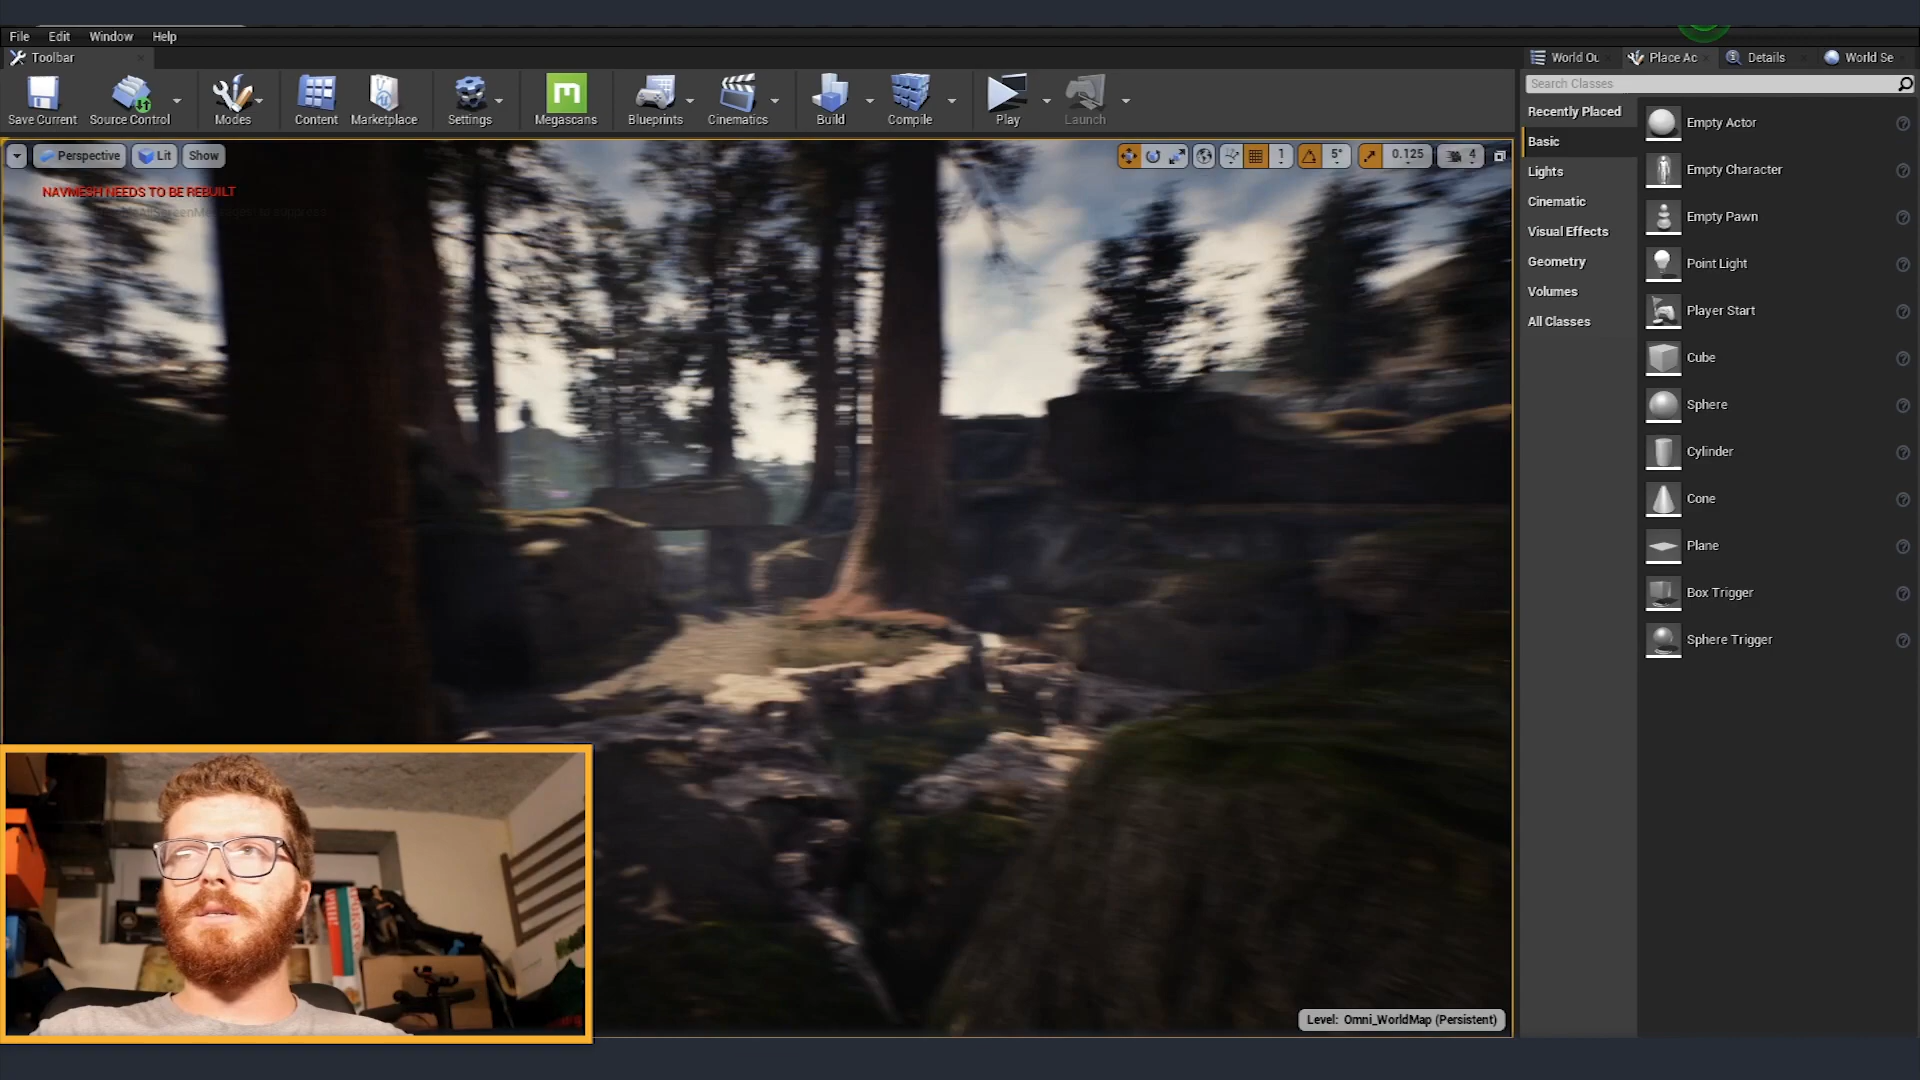 File Edit Window Help
Toolbar
World Ou Place Ac Details World Se
Search Classes
Save Current Source Control Modes Content Marketplace Settings Megascans Blueprints Cinematics Build Compile Play Launch
Perspective Lit Show
1 5° 0.125 4
NAVMESH NEEDS TO BE REBUILT
Recently Placed
Basic
Lights
Cinematic
Visual Effects
Geometry
Volumes
All Classes
Empty Actor
Empty Character
Empty Pawn
Point Light
Player Start
Cube
Sphere
Cylinder
Cone
Plane
Box Trigger
Sphere Trigger
Level: Omni_WorldMap (Persistent)